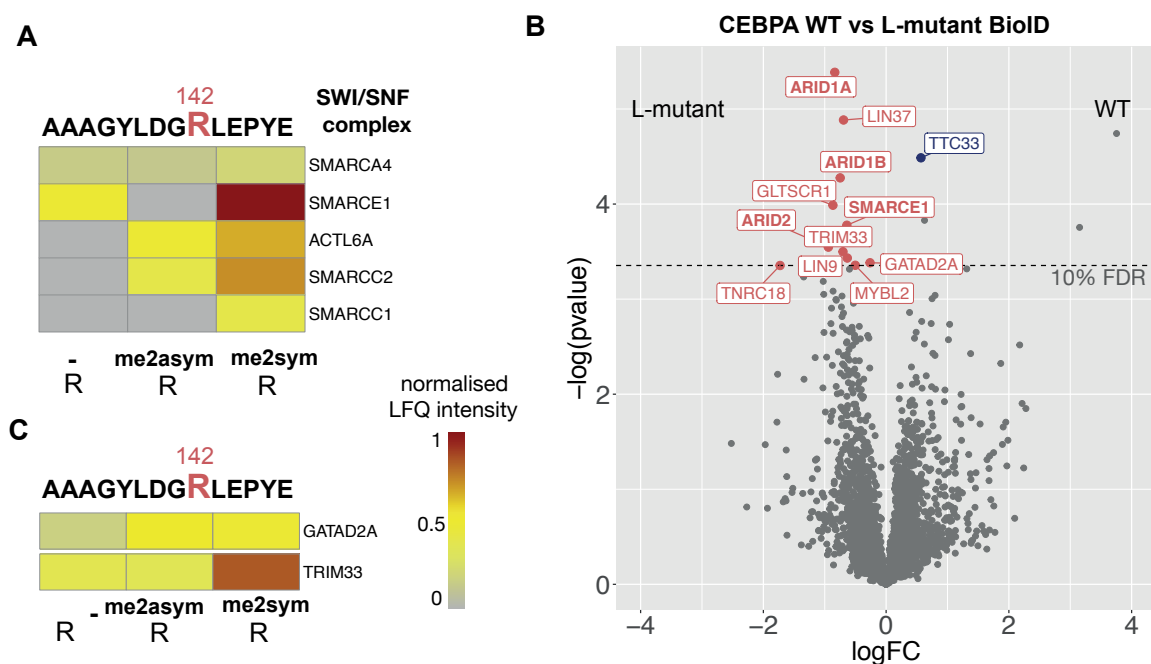 A
142
AAAGYLDGRLEPYE
SWI/SNF
complex
SMARCA4
SMARCE1
ACTL6A
SMARCC2
SMARCC1
- me2asym me2sym
R R R
normalised
LFQ intensity
1
0.5
0
C
142
AAAGYLDGRLEPYE
GATAD2A
TRIM33
- me2asym me2sym
R R R
B
CEBPA WT vs L-mutant BioID
L-mutant
WT
ARID1A
LIN37
TTC33
ARID1B
GLTSCR1
SMARCE1
ARID2
TRIM33
LIN9
GATAD2A
TNRC18
MYBL2
10% FDR
-log(pvalue)
4
2
0
−4 −2 0 2 4
logFC